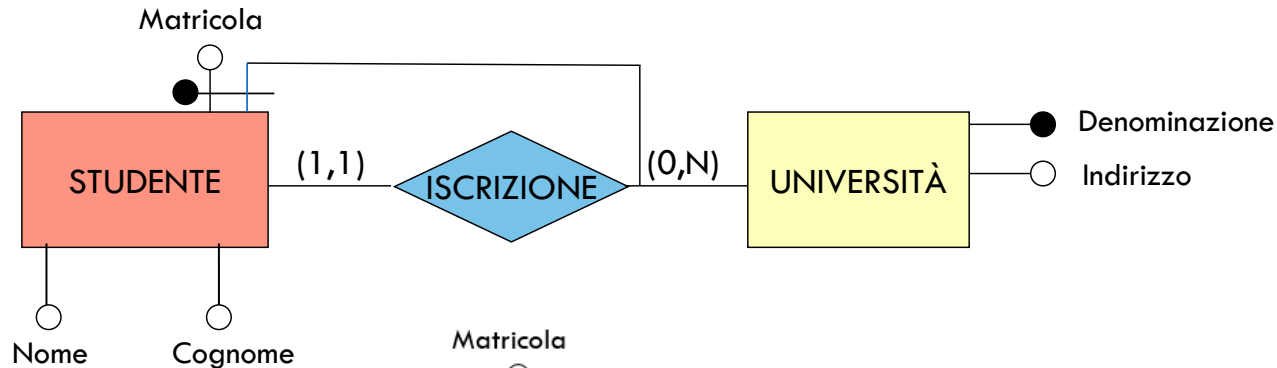 Matricola
Denominazione
STUDENTE
(1,1)
ISCRIZIONE
(0,N)
UNIVERSITÀ
Indirizzo
Nome
Cognome
Matricola